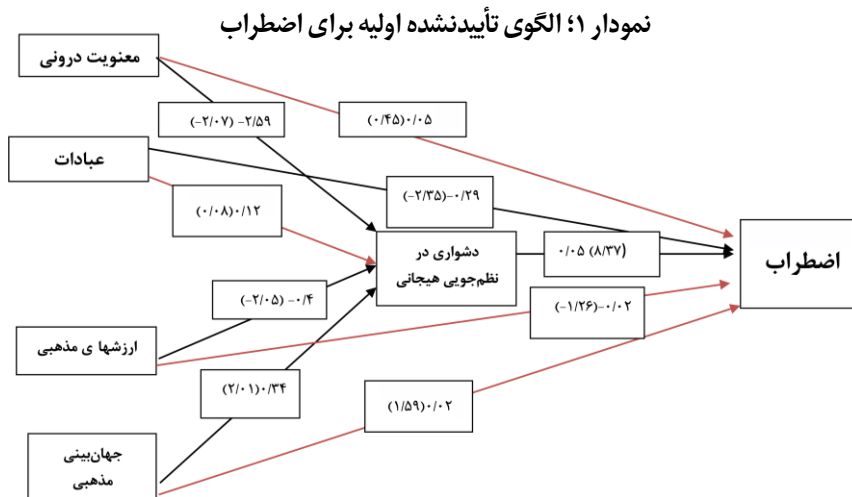 نمودار ۱؛ الگوی تأییدنشده اولیه برای اضطراب
معنویت درونی
(-۲/۰۷) -۲/۵۹
(۰/۴۵)۰/۰۵
عبادات
(-۲/۳۵)-۰/۲۹
(۰/۰۸)۰/۱۲
دشواری در
نظم‌جویی هیجانی
۰/۰۵ (۸/۳۷)
اضطراب
(-۲/۰۵) -۰/۴
(-۱/۲۶)-۰/۰۲
ارزشها ی مذهبی
(۲/۰۱)۰/۳۴
(۱/۵۹)۰/۰۲
جهان‌بینی
مذهبی